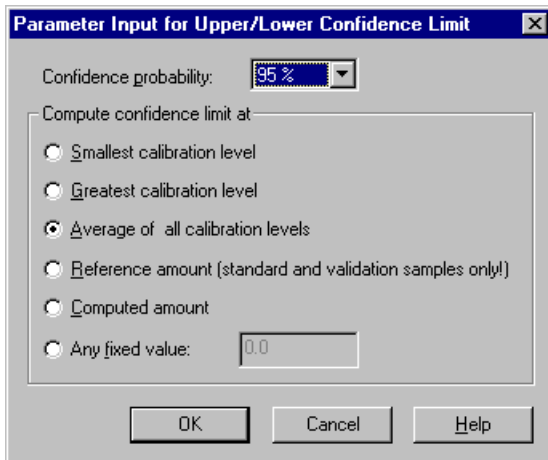 Parameter Input for Upper/Lower Confidence Limit
Confidence probability: 95 %
Compute confidence limit at
Smallest calibration level
Greatest calibration level
Average of all calibration levels
Reference amount (standard and validation samples only!)
Computed amount
Any fixed value: 0.0
OK Cancel Help